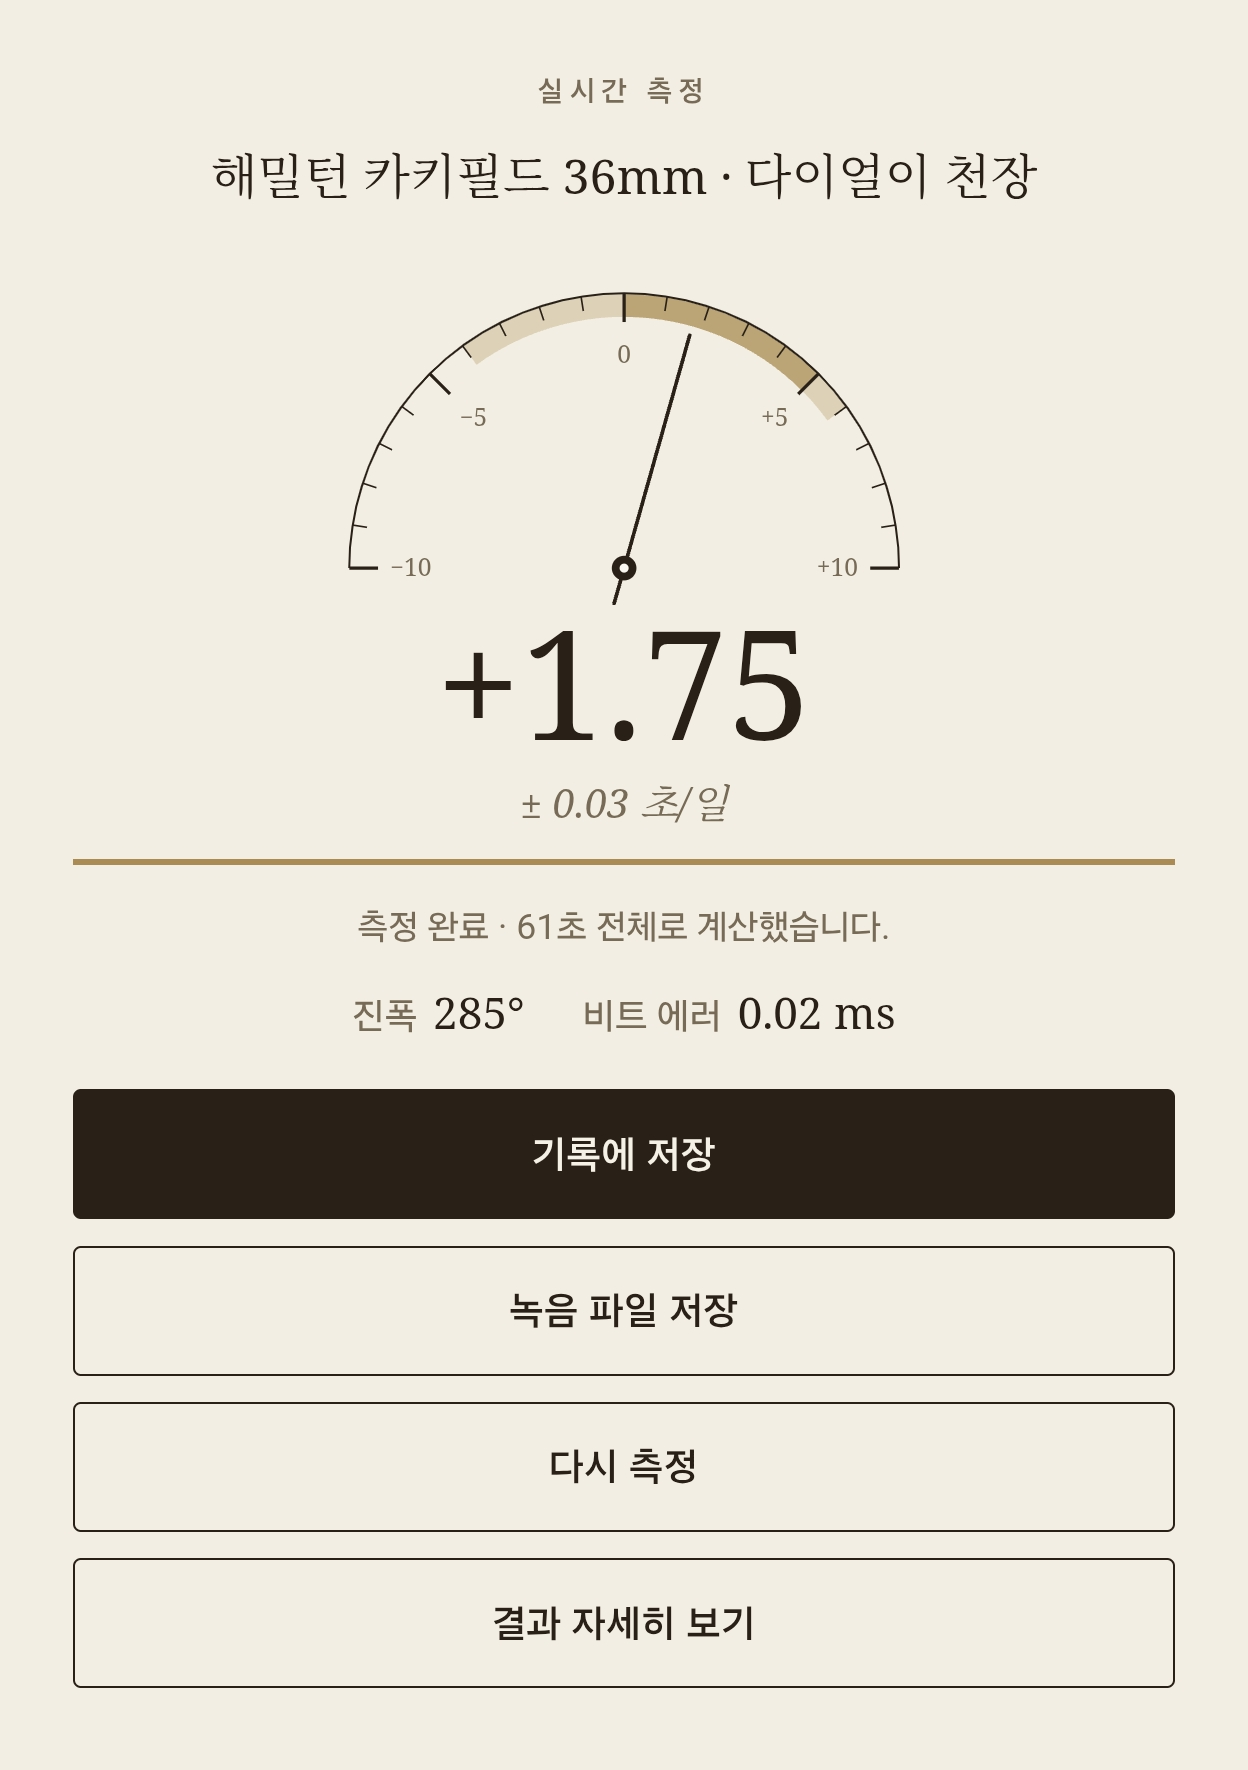 실시간 측정
해밀턴 카키필드 36mm · 다이얼이 천장
0
−5
+5
−10
+10
+1.75
± 0.03 초/일
측정 완료 · 61초 전체로 계산했습니다.
진폭 285° 비트 에러 0.02 ms
기록에 저장
녹음 파일 저장
다시 측정
결과 자세히 보기